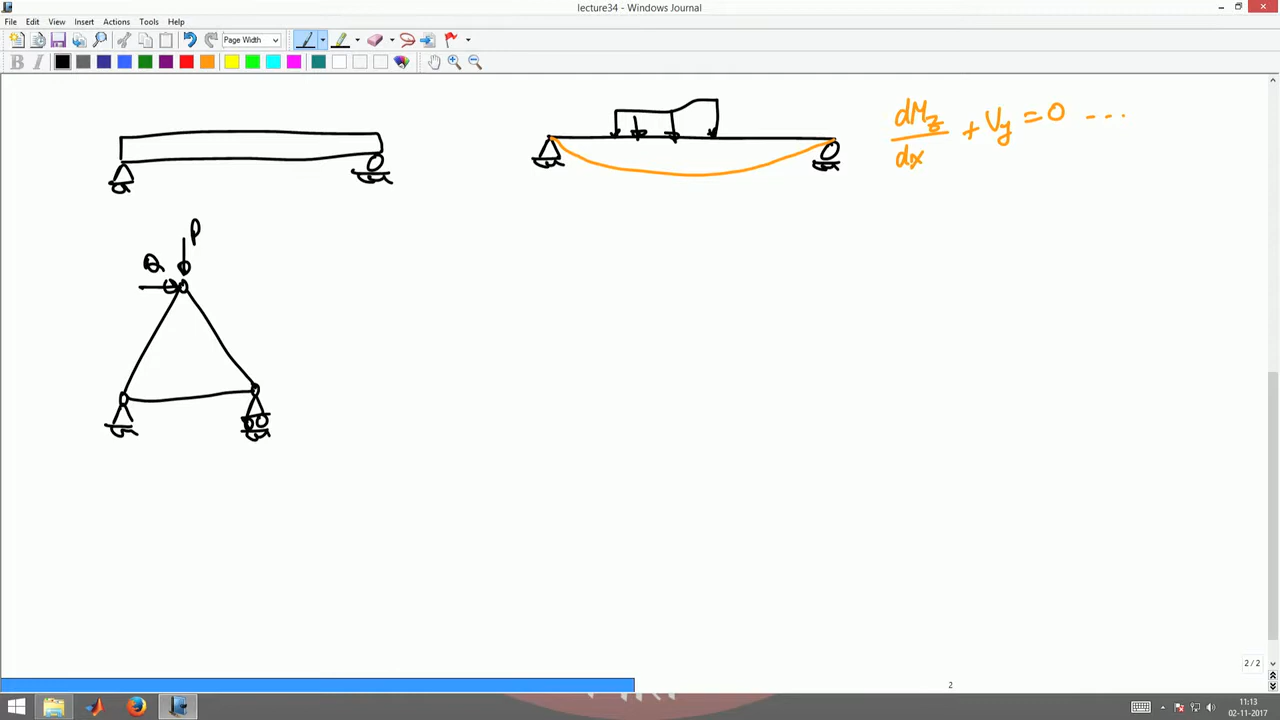 lecture34 - Windows Journal
File Edit View Insert Actions Tools Help
Page Width
B I
dMz/dx + Vy = 0 ...
P
Q
2 / 2
2
11:13
02-11-2017